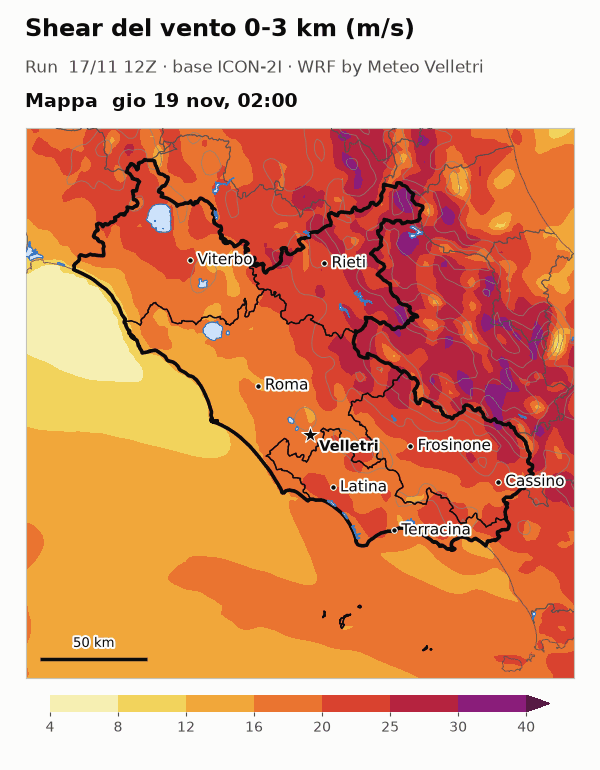 Shear del vento 0-3 km (m/s)
Run  17/11 12Z · base ICON-2I · WRF by Meteo Velletri
Mappa  gio 19 nov, 02:00
Viterbo
Rieti
Roma
Velletri
Frosinone
Cassino
Latina
Terracina
50 km
4 8 12 16 20 25 30 40